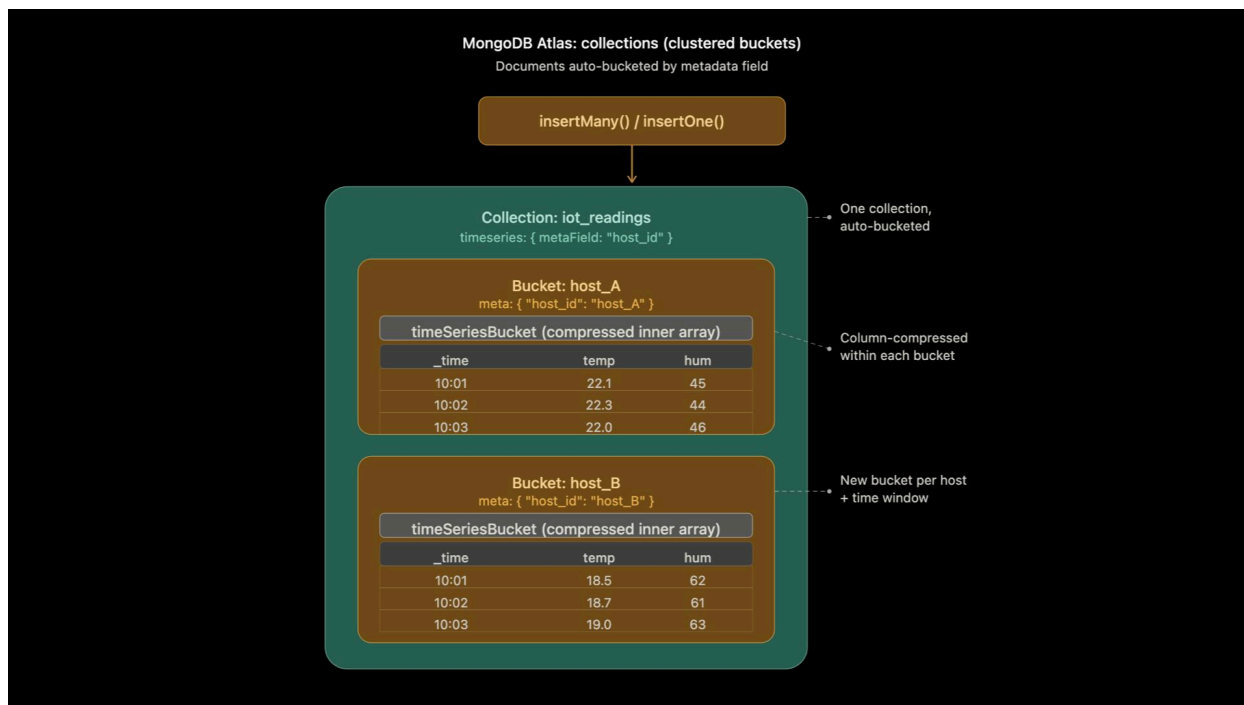 MongoDB Atlas: collections (clustered buckets)
Documents auto-bucketed by metadata field
insertMany() / insertOne()
Collection: iot_readings
timeseries: { metaField: "host_id" }
One collection,
auto-bucketed
Bucket: host_A
meta: { "host_id": "host_A" }
timeSeriesBucket (compressed inner array)
_time temp hum
10:01 22.1 45
10:02 22.3 44
10:03 22.0 46
Column-compressed
within each bucket
Bucket: host_B
meta: { "host_id": "host_B" }
timeSeriesBucket (compressed inner array)
_time temp hum
10:01 18.5 62
10:02 18.7 61
10:03 19.0 63
New bucket per host
+ time window